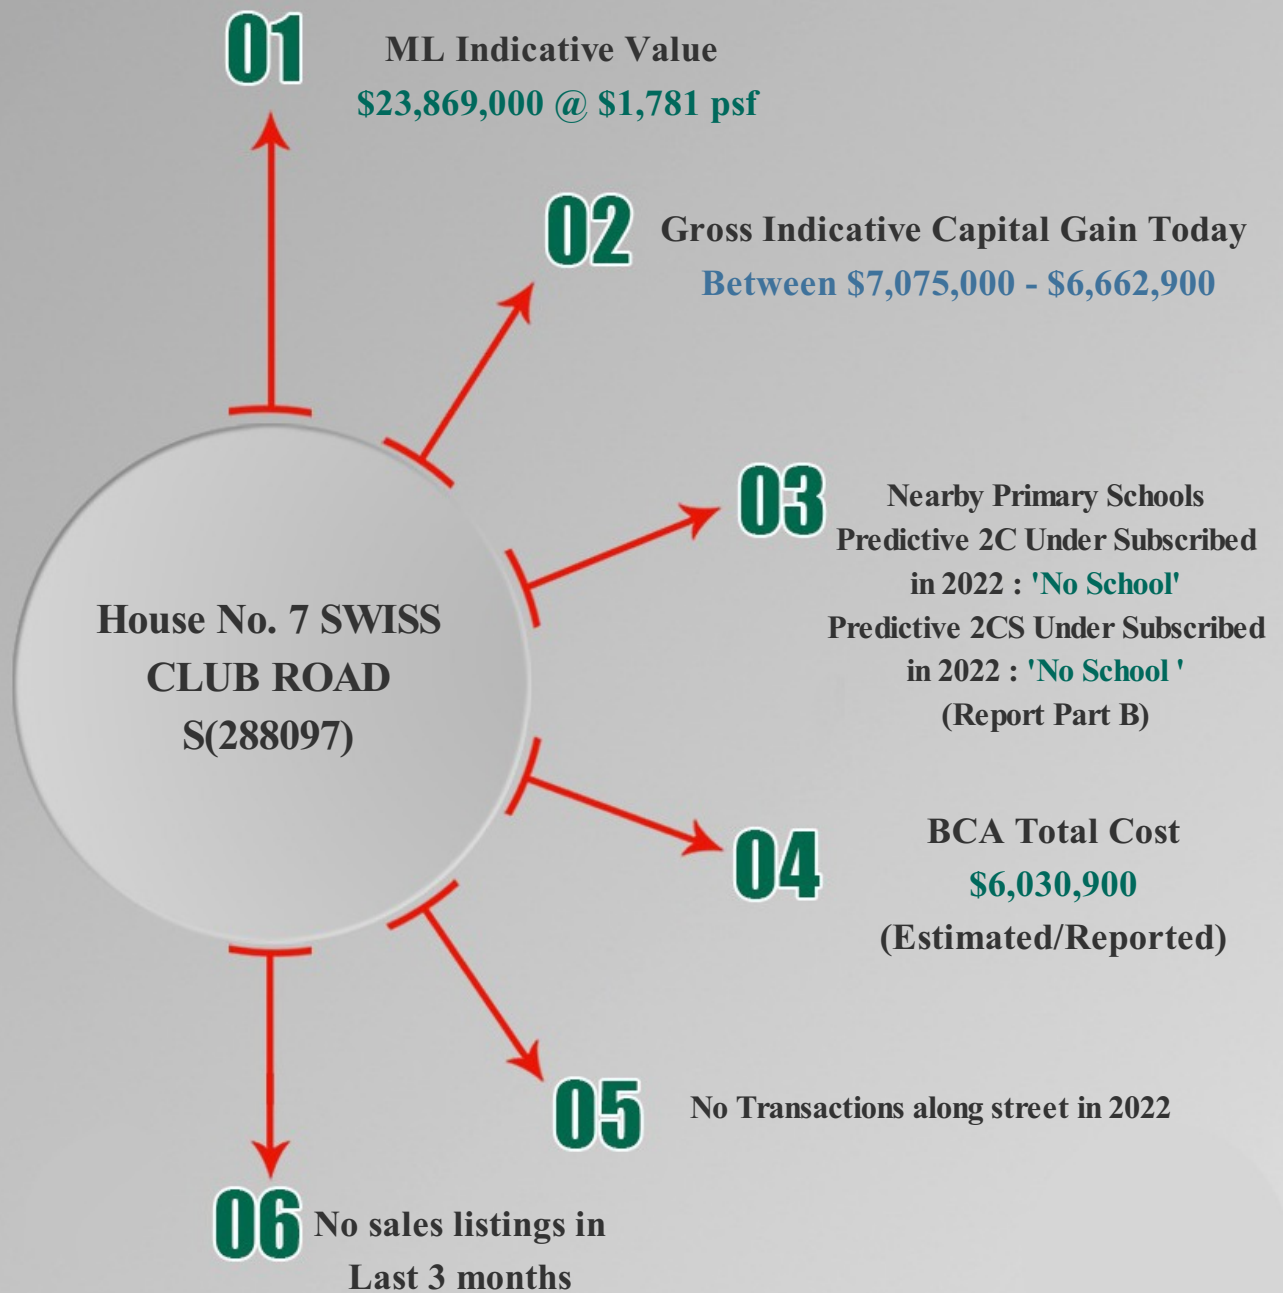 01
ML Indicative Value
$23,869,000 @ $1,781 psf
02
Gross Indicative Capital Gain Today
Between $7,075,000 - $6,662,900
03
Nearby Primary Schools
Predictive 2C Under Subscribed
in 2022 : 'No School'
Predictive 2CS Under Subscribed
in 2022 : 'No School '
(Report Part B)
House No. 7 SWISS
CLUB ROAD
S(288097)
04
BCA Total Cost
$6,030,900
(Estimated/Reported)
05
No Transactions along street in 2022
06
No sales listings in
Last 3 months